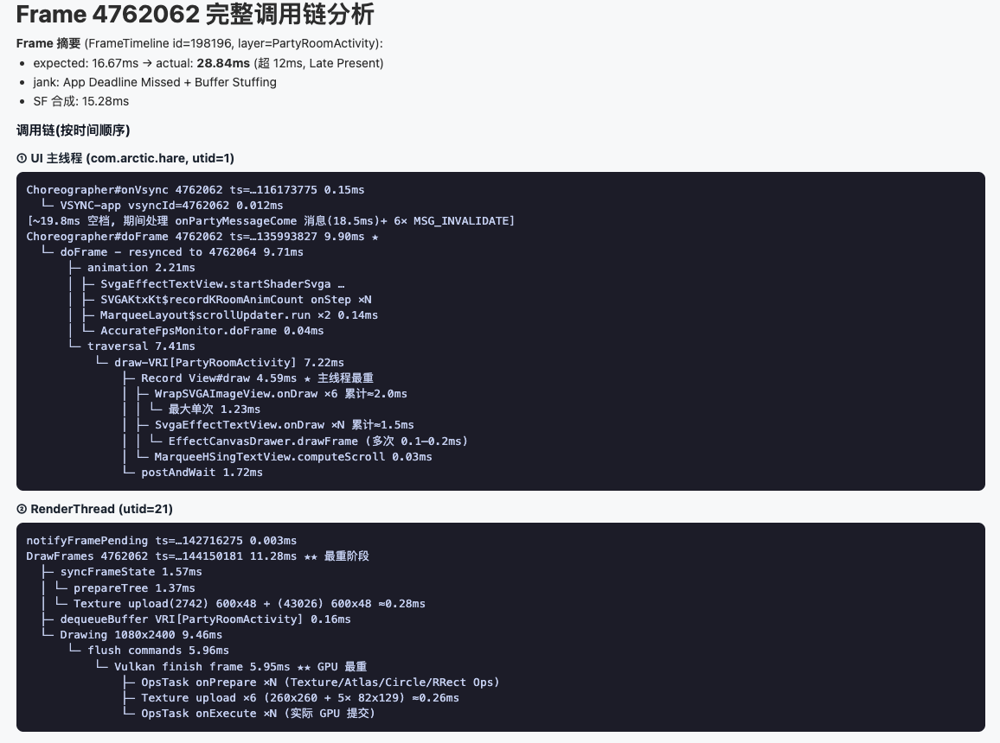 Frame 4762062 完整调用链分析
Frame 摘要 (FrameTimeline id=198196, layer=PartyRoomActivity):
• expected: 16.67ms → actual: 28.84ms (超 12ms, Late Present)
• jank: App Deadline Missed + Buffer Stuffing
• SF 合成: 15.28ms
调用链(按时间顺序)
① UI 主线程 (com.arctic.hare, utid=1)
Choreographer#onVsync 4762062 ts=…116173775 0.15ms
└─ VSYNC-app vsyncId=4762062 0.012ms
[~19.8ms 空档, 期间处理 onPartyMessageCome 消息(18.5ms)+ 6× MSG_INVALIDATE]
Choreographer#doFrame 4762062 ts=…135993827 9.90ms ★
└─ doFrame - resynced to 4762064 9.71ms
├─ animation 2.21ms
│ ├─ SvgaEffectTextView.startShaderSvga …
│ ├─ SVGAKtxKt$recordKRoomAnimCount onStep ×N
│ ├─ MarqueeLayout$scrollUpdater.run ×2 0.14ms
│ └─ AccurateFpsMonitor.doFrame 0.04ms
└─ traversal 7.41ms
└─ draw-VRI[PartyRoomActivity] 7.22ms
├─ Record View#draw 4.59ms ★ 主线程最重
│ ├─ WrapSVGAImageView.onDraw ×6 累计≈2.0ms
│ │ └─ 最大单次 1.23ms
│ ├─ SvgaEffectTextView.onDraw ×N 累计≈1.5ms
│ │ └─ EffectCanvasDrawer.drawFrame (多次 0.1–0.2ms)
│ └─ MarqueeHSingTextView.computeScroll 0.03ms
└─ postAndWait 1.72ms
② RenderThread (utid=21)
notifyFramePending ts=…142716275 0.003ms
DrawFrames 4762062 ts=…144150181 11.28ms ★★ 最重阶段
├─ syncFrameState 1.57ms
│ └─ prepareTree 1.37ms
│ └─ Texture upload(2742) 600x48 + (43026) 600x48 ≈0.28ms
├─ dequeueBuffer VRI[PartyRoomActivity] 0.16ms
└─ Drawing 1080x2400 9.46ms
└─ flush commands 5.96ms
└─ Vulkan finish frame 5.95ms ★★ GPU 最重
├─ OpsTask onPrepare ×N (Texture/Atlas/Circle/RRect Ops)
├─ Texture upload ×6 (260x260 + 5× 82x129) ≈0.26ms
└─ OpsTask onExecute ×N (实际 GPU 提交)